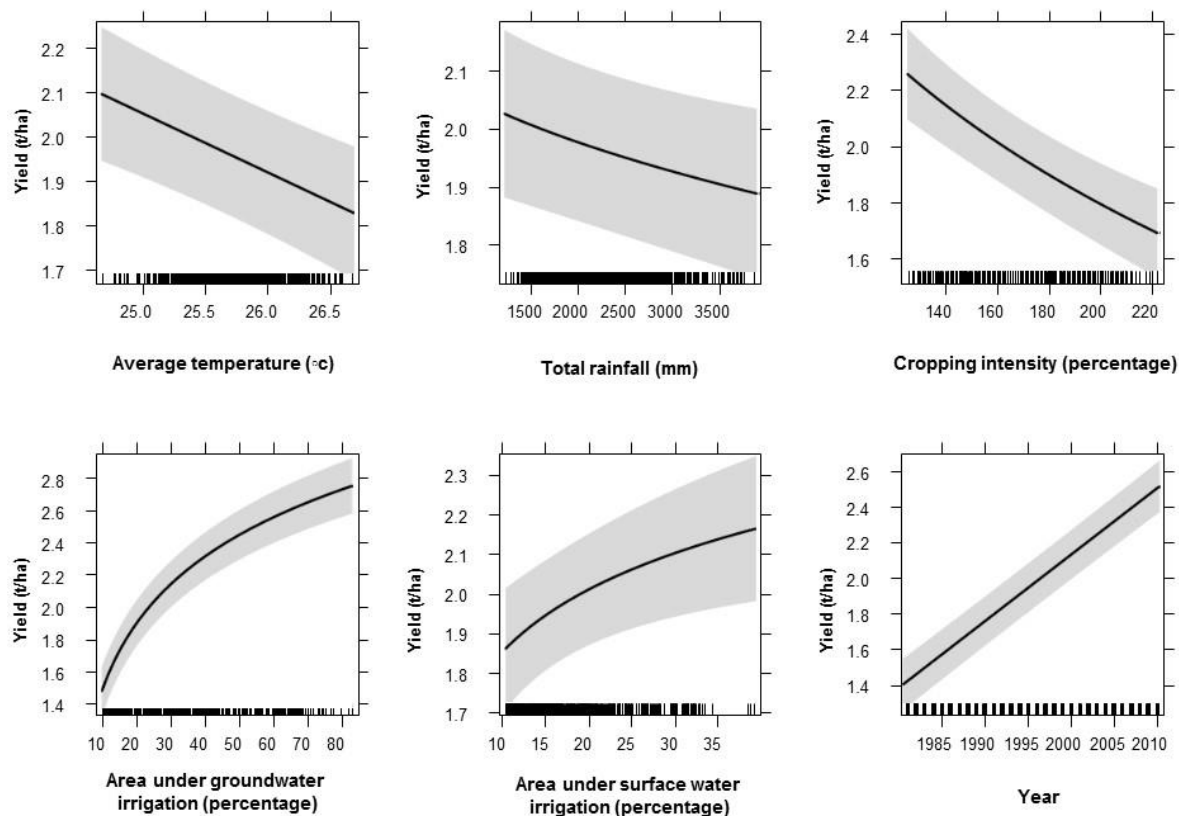 Yield (t/ha)
2.2
2.1
2.0
1.9
1.8
1.7
25.0 25.5 26.0 26.5
Average temperature (◦c)
Yield (t/ha)
2.1
2.0
1.9
1.8
1500 2000 2500 3000 3500
Total rainfall (mm)
Yield (t/ha)
2.4
2.2
2.0
1.8
1.6
140 160 180 200 220
Cropping intensity (percentage)
Yield (t/ha)
2.8
2.6
2.4
2.2
2.0
1.8
1.6
1.4
10 20 30 40 50 60 70 80
Area under groundwater
irrigation (percentage)
Yield (t/ha)
2.3
2.2
2.1
2.0
1.9
1.8
1.7
10 15 20 25 30 35
Area under surface water
irrigation (percentage)
Yield (t/ha)
2.6
2.4
2.2
2.0
1.8
1.6
1.4
1985 1990 1995 2000 2005 2010
Year